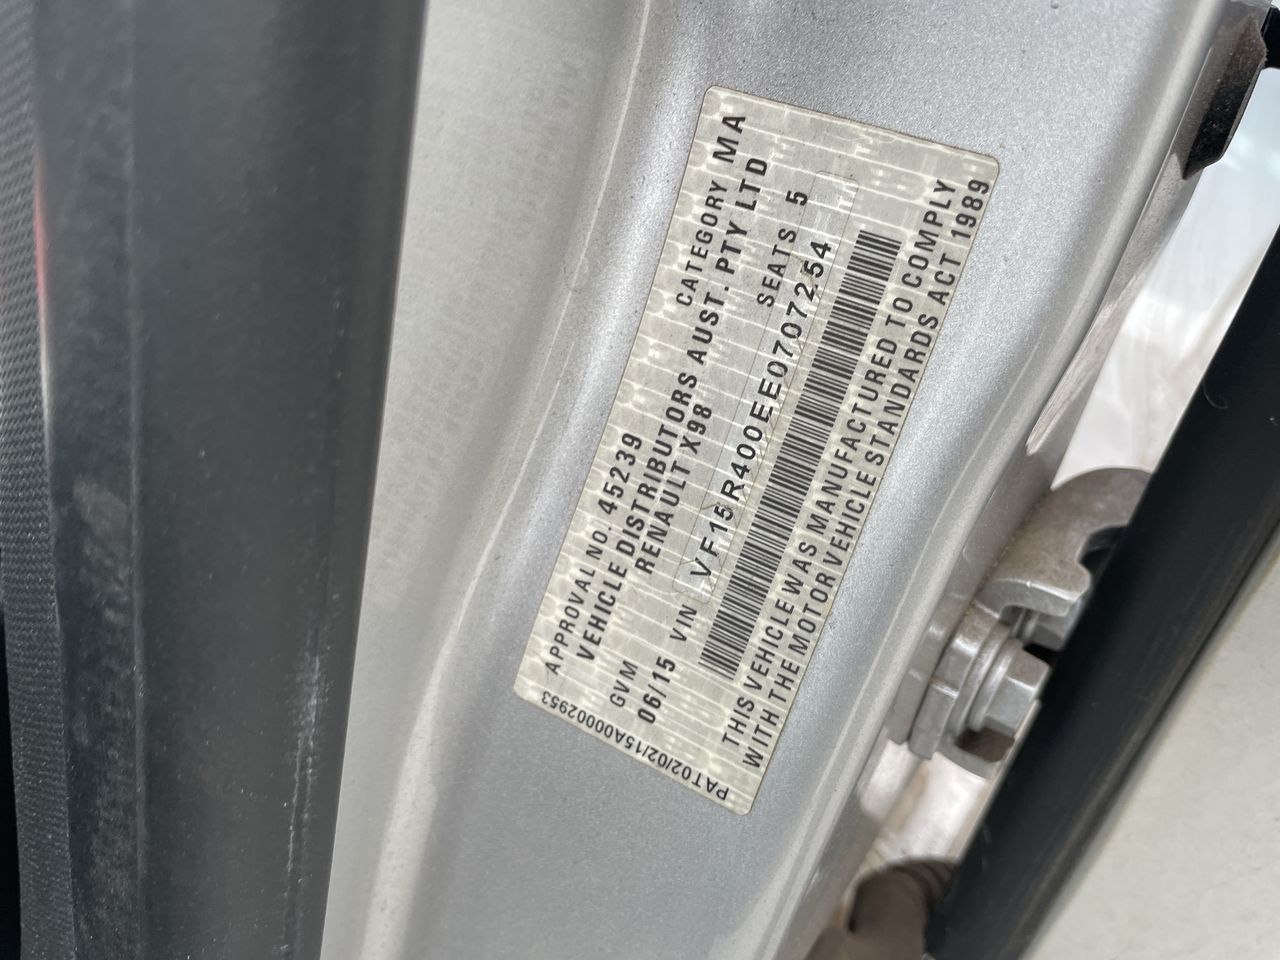 APPROVAL NO. 45239 CATEGORY MA
VEHICLE DISTRIBUTORS AUST. PTY LTD
RENAULT X98
GVM SEATS 5
06/15 VIN VF15R400EE0707254
THIS VEHICLE WAS MANUFACTURED TO COMPLY
WITH THE MOTOR VEHICLE STANDARDS ACT 1989
PAT02/02/15A00002953